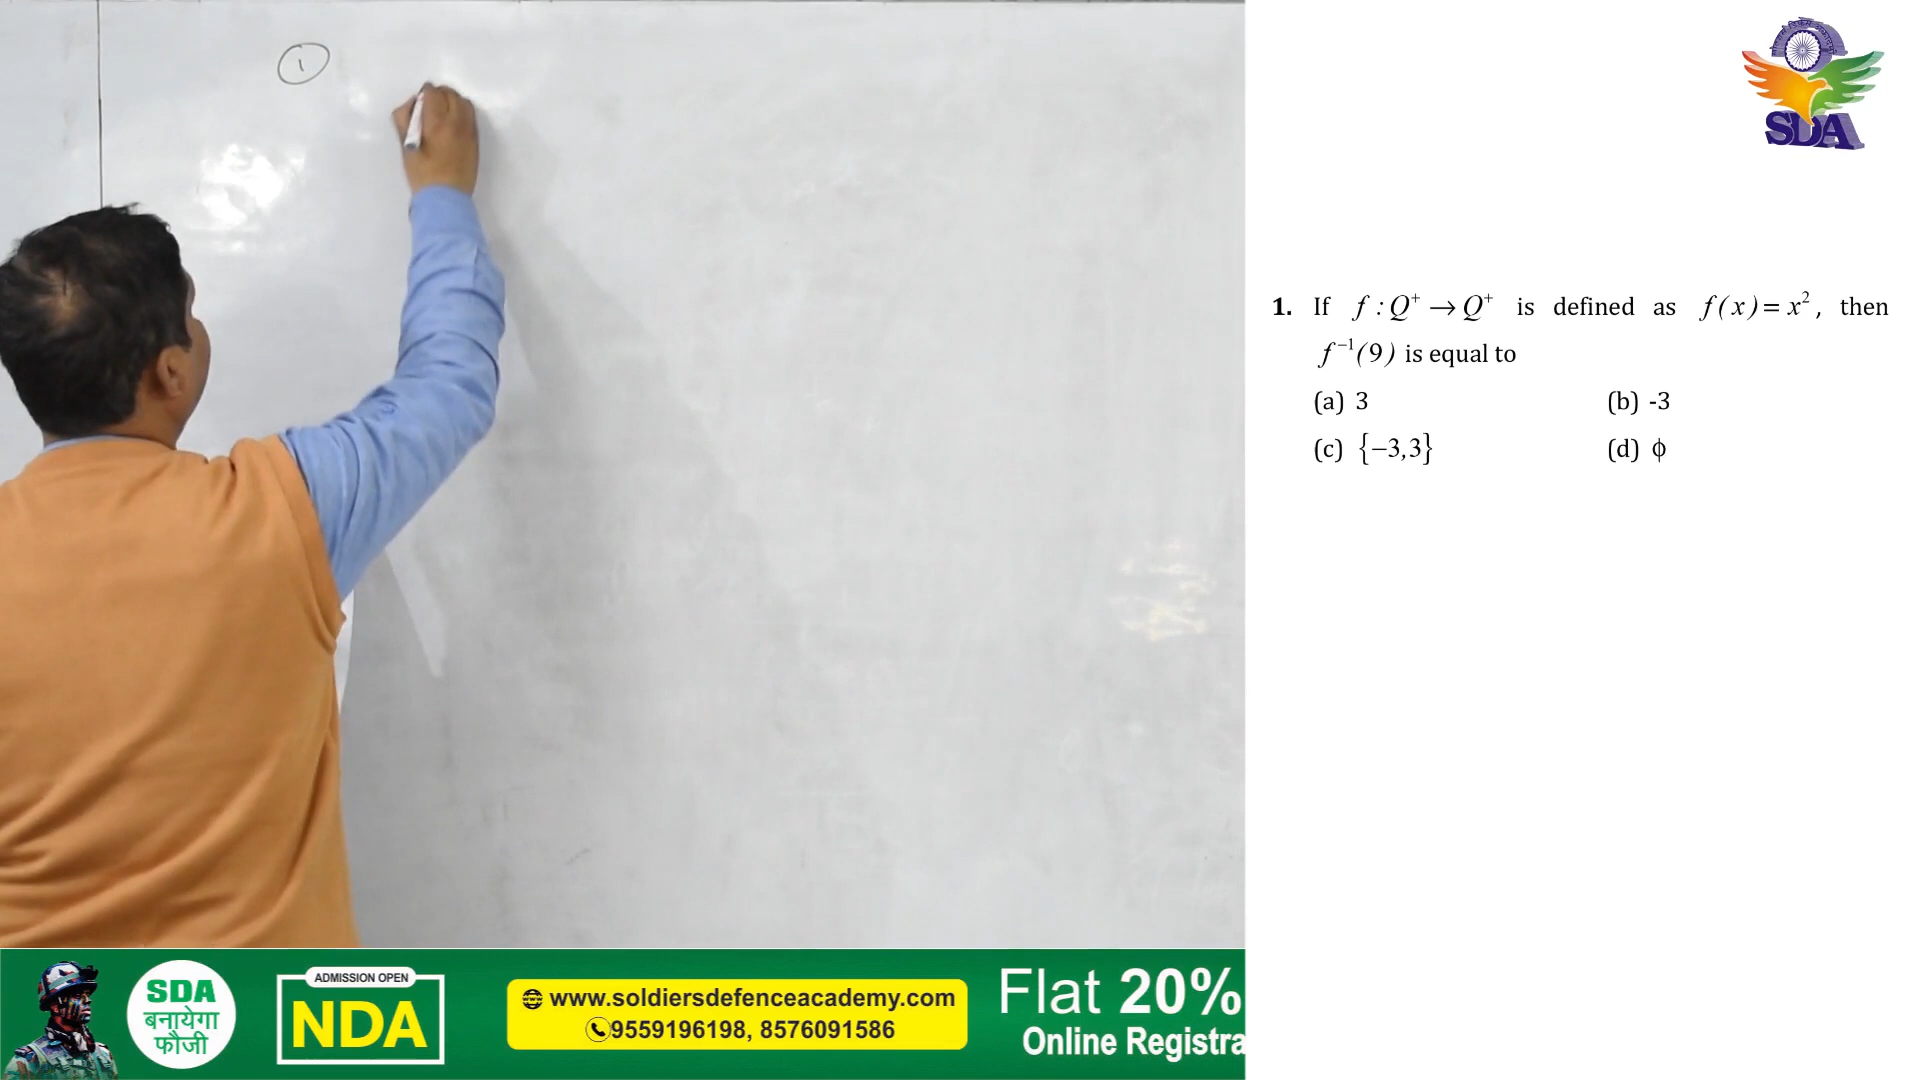 1
SDA
1. If f : Q⁺ → Q⁺ is defined as f(x) = x², then
f⁻¹(9) is equal to
(a) 3 (b) -3
(c) {−3,3} (d) ϕ
SDA
बनायेगा
फौजी
ADMISSION OPEN
NDA
www.soldiersdefenceacademy.com
9559196198, 8576091586
Flat 20%
Online Registra